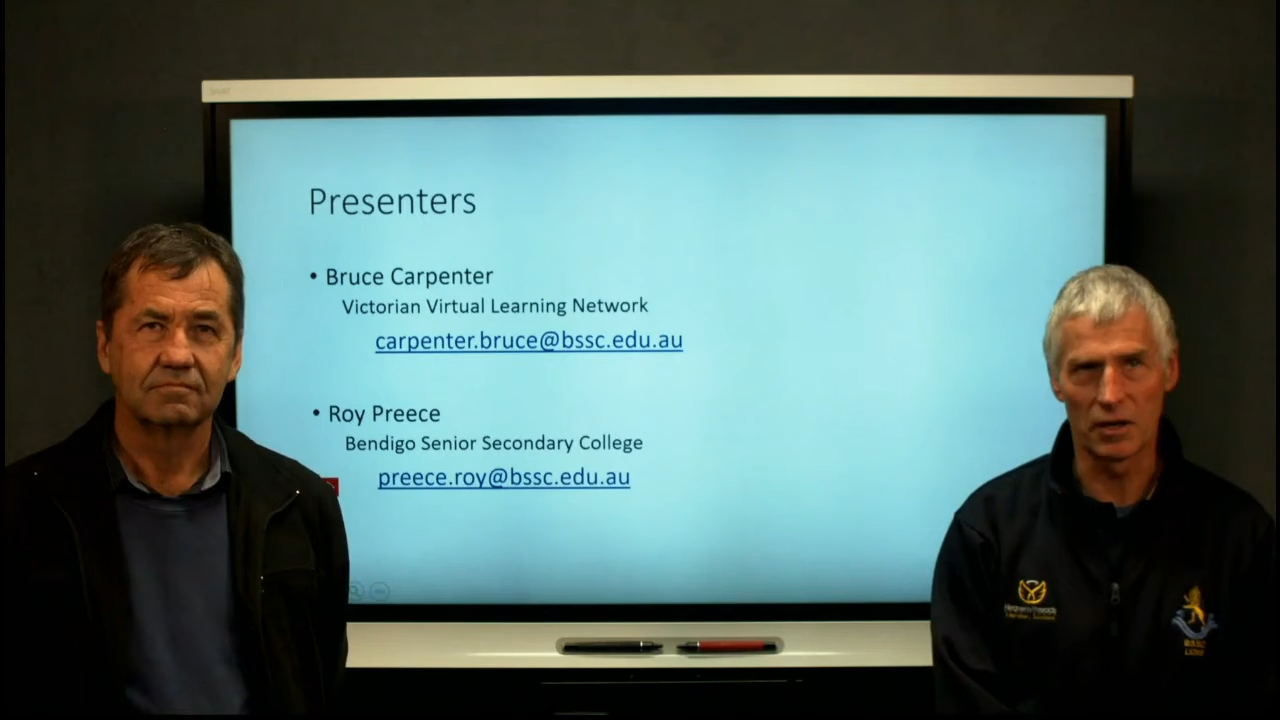 SMART
Presenters
• Bruce Carpenter
Victorian Virtual Learning Network
carpenter.bruce@bssc.edu.au
• Roy Preece
Bendigo Senior Secondary College
preece.roy@bssc.edu.au